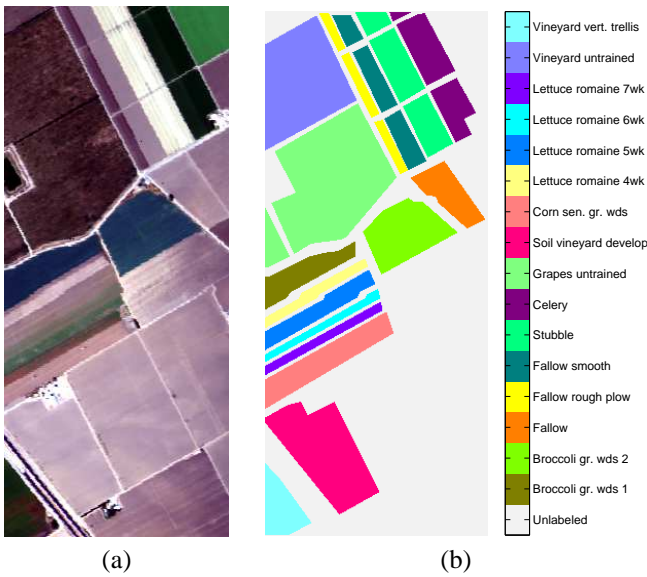 Vineyard vert. trellis
Vineyard untrained
Lettuce romaine 7wk
Lettuce romaine 6wk
Lettuce romaine 5wk
Lettuce romaine 4wk
Corn sen. gr. wds
Soil vineyard develop
Grapes untrained
Celery
Stubble
Fallow smooth
Fallow rough plow
Fallow
Broccoli gr. wds 2
Broccoli gr. wds 1
Unlabeled
(a)
(b)